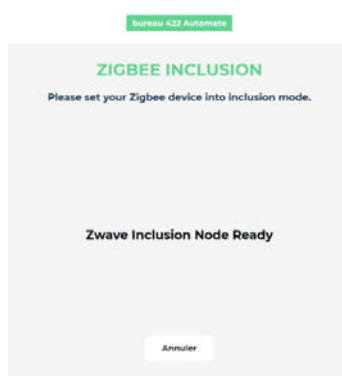 bureau 422 Automate
ZIGBEE INCLUSION
Please set your Zigbee device into inclusion mode.
Zwave Inclusion Node Ready
Annuler